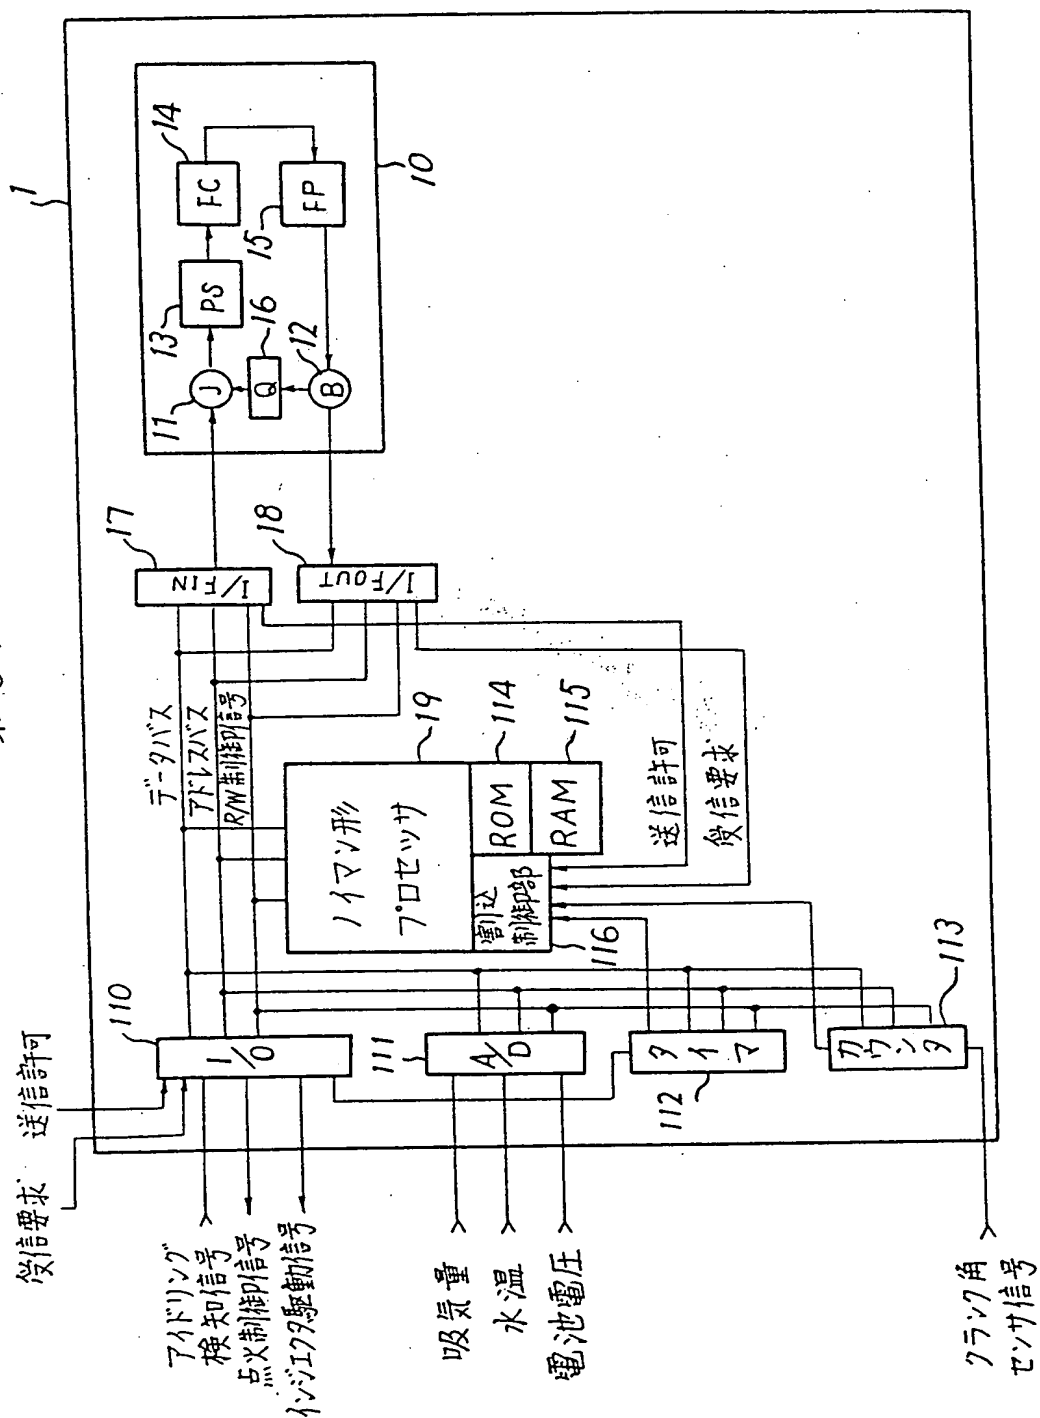 1
10
14
FC
15
FP
13
PS
16
Q
12
B
11
J
17
I/FIN
18
I/FOUT
データバス
アドレスバス
R/W制御信号
ノイマン形
プロセッサ
19
ROM
114
RAM
115
割込
制御部
116
送信許可
受信要求
110
I/O
111
A/D
112
タイマ
113
カウンタ
送信許可
受信要求
アイドリング
検知信号
点火制御信号
インジェクタ駆動信号
吸気量
水温
電池電圧
クランク角
センサ信号